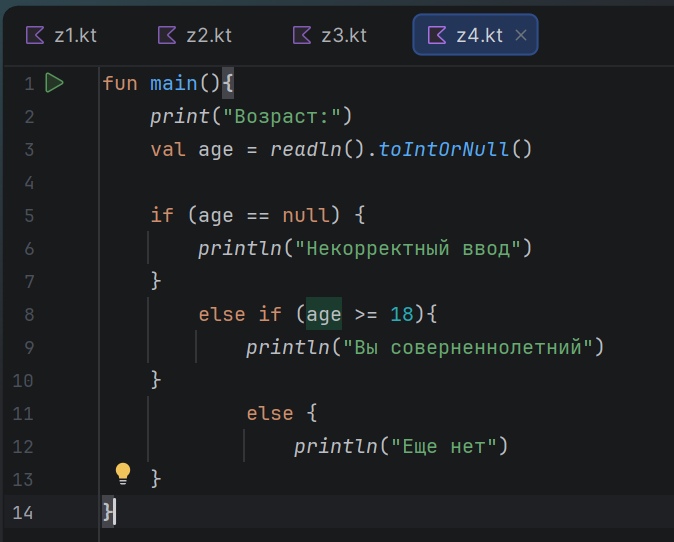 z1.kt z2.kt z3.kt z4.kt
1 fun main(){
2 print("Возраст:")
3 val age = readln().toIntOrNull()
4
5 if (age == null) {
6 println("Некорректный ввод")
7 }
8 else if (age >= 18){
9 println("Вы соверненнолетний")
10 }
11 else {
12 println("Еще нет")
13 }
14 }